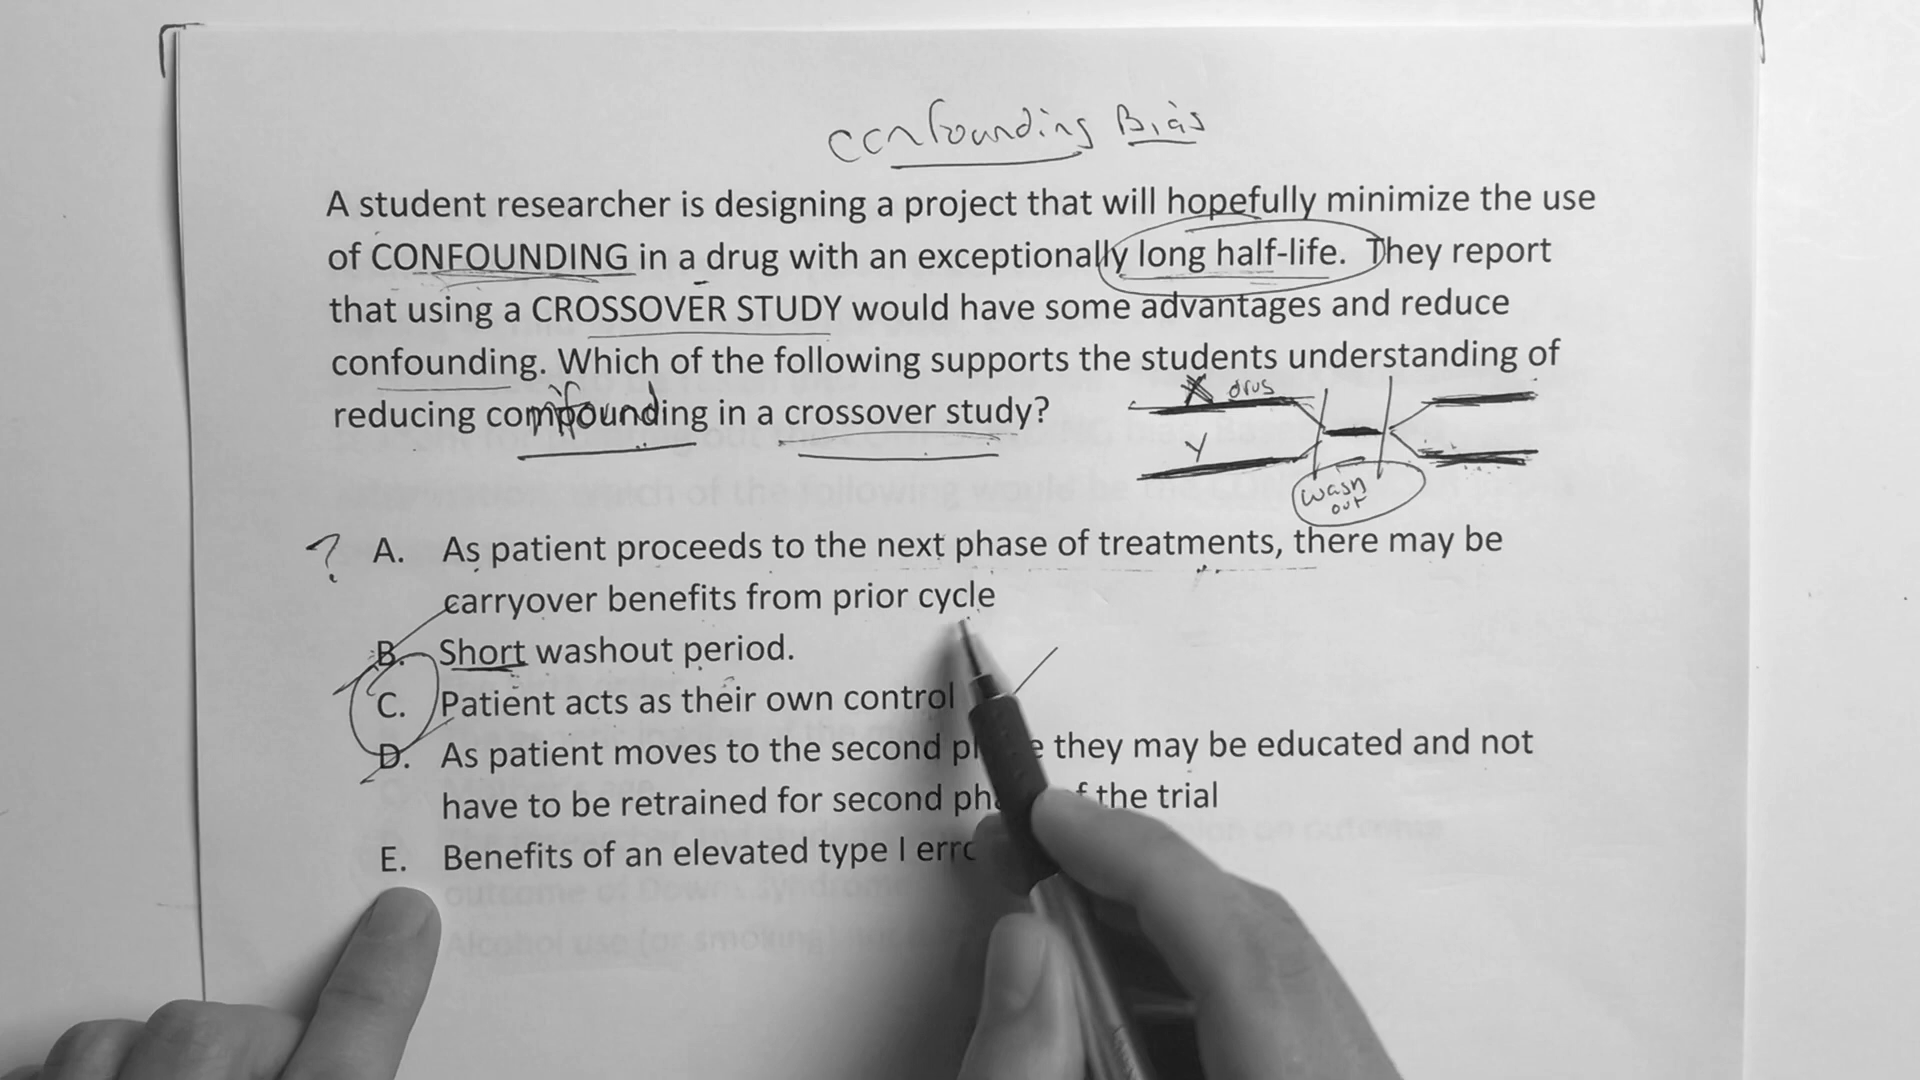 Confounding Bias
A student researcher is designing a project that will hopefully minimize the use
of CONFOUNDING in a drug with an exceptionally long half-life. They report
that using a CROSSOVER STUDY would have some advantages and reduce
confounding. Which of the following supports the students understanding of
reducing comfounding in a crossover study?
X drug
Y
wash
out
? A. As patient proceeds to the next phase of treatments, there may be
carryover benefits from prior cycle
B. Short washout period.
C. Patient acts as their own control
D. As patient moves to the second they may be educated and not
have to be retrained for second the trial
E. Benefits of an elevated type I
outcome of Down Syndrome